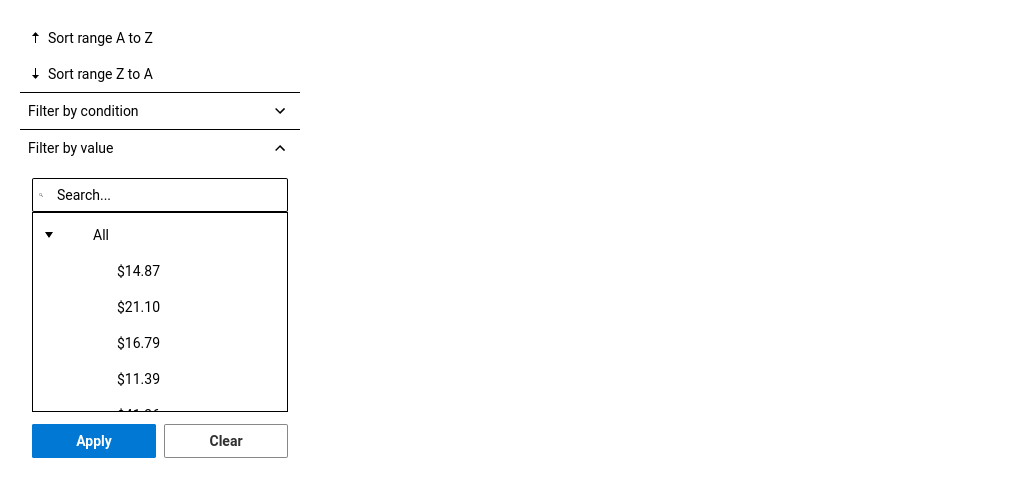 Sort range A to Z
Sort range Z to A
Filter by condition
Filter by value
Search...
All
$14.87
$21.10
$16.79
$11.39
Apply
Clear